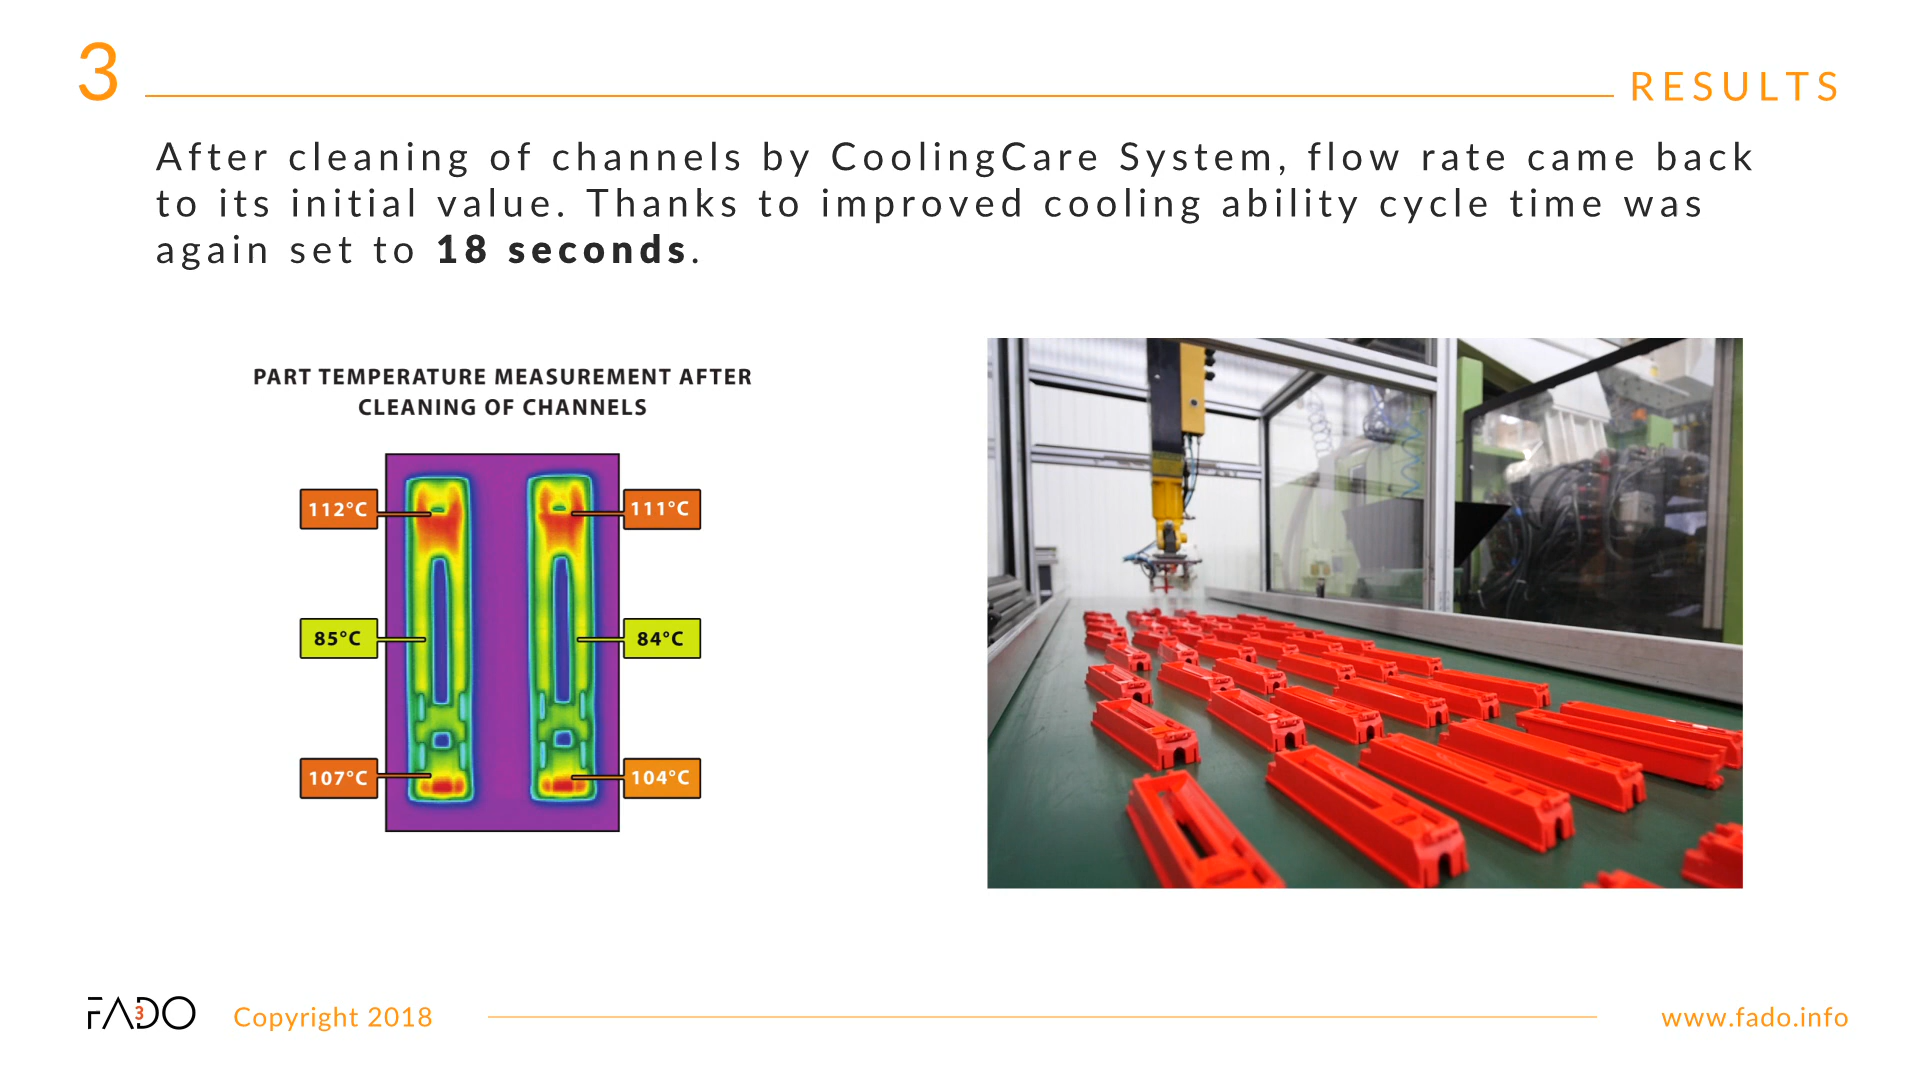 3
RESULTS
After cleaning of channels by CoolingCare System, flow rate came back
to its initial value. Thanks to improved cooling ability cycle time was
again set to 18 seconds.
PART TEMPERATURE MEASUREMENT AFTER
CLEANING OF CHANNELS
112°C
111°C
85°C
84°C
107°C
104°C
FA3DO
Copyright 2018
www.fado.info